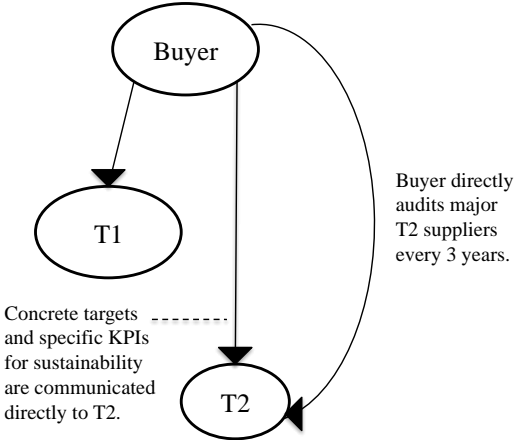 Buyer
T1
Buyer directly
audits major
T2 suppliers
every 3 years.
Concrete targets
and specific KPIs
for sustainability
are communicated
directly to T2.
T2